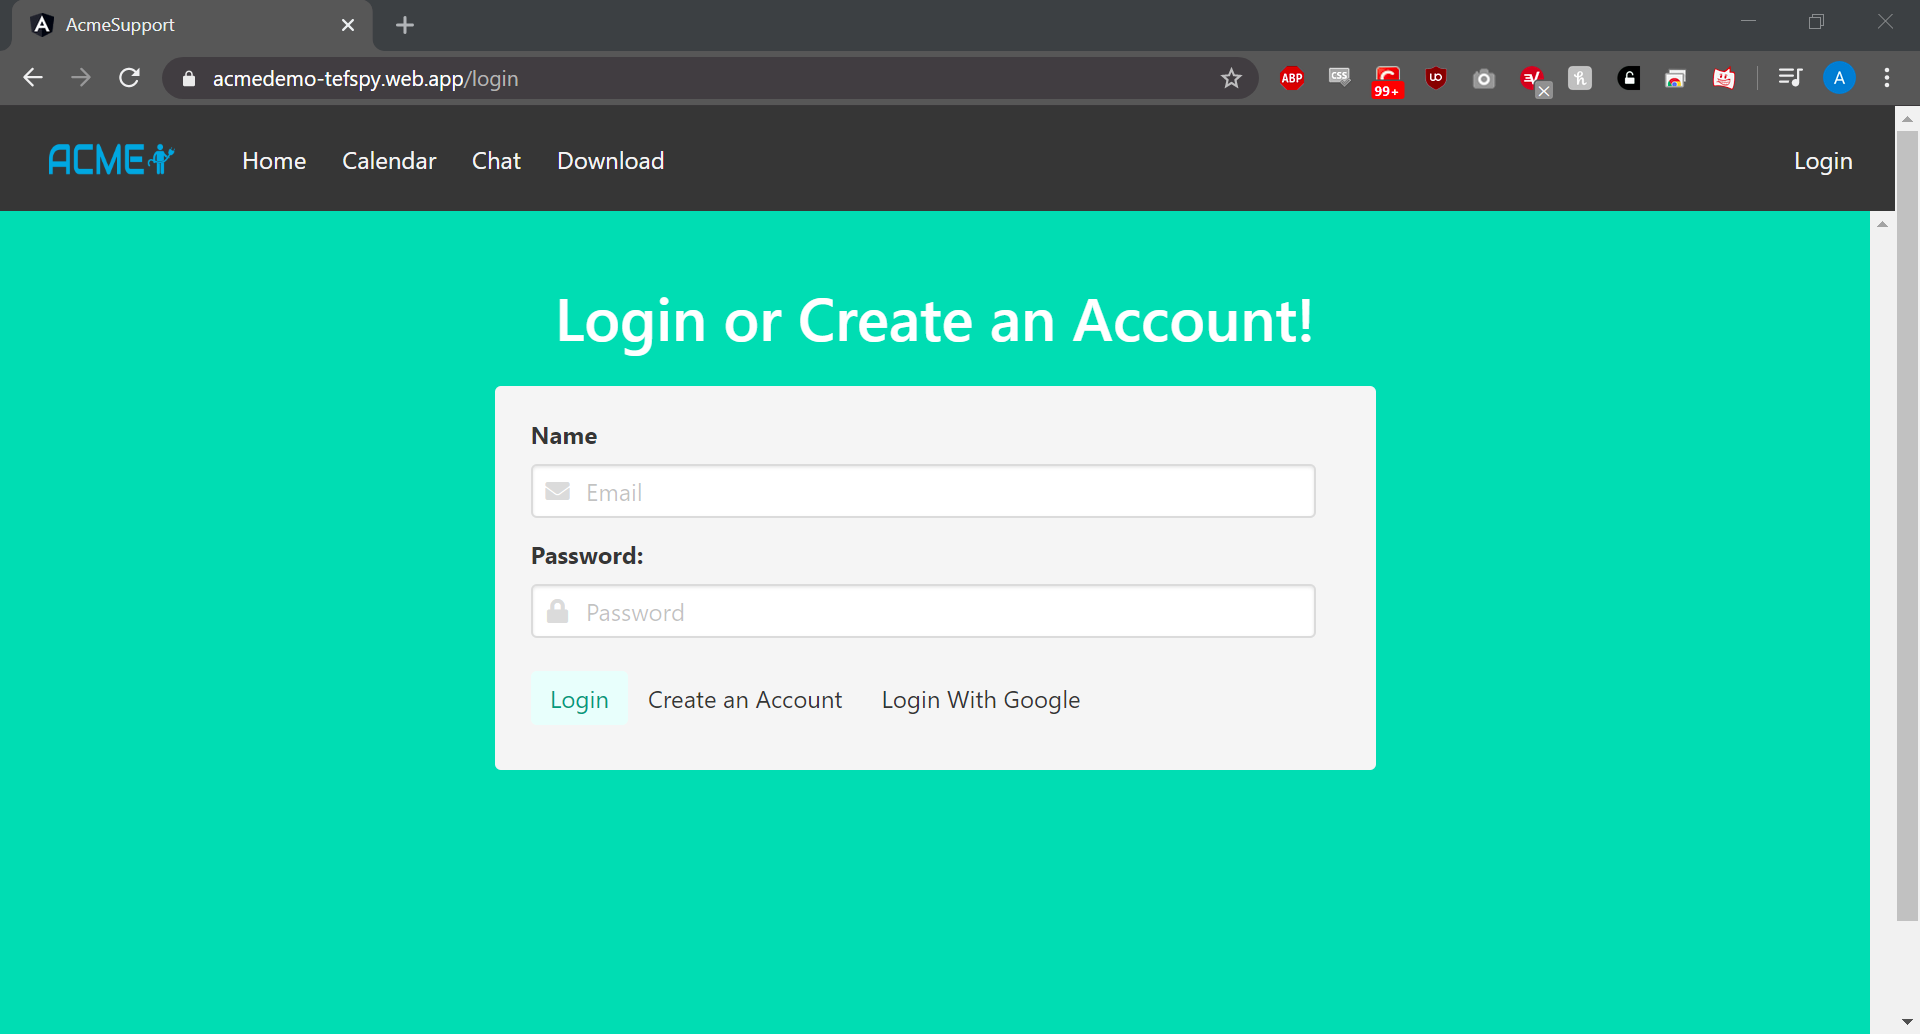 AcmeSupport
acmedemo-tefspy.web.app/login
ABP
CSS
99+
A
ACME
Home
Calendar
Chat
Download
Login
Login or Create an Account!
Name
Email
Password:
Password
Login
Create an Account
Login With Google